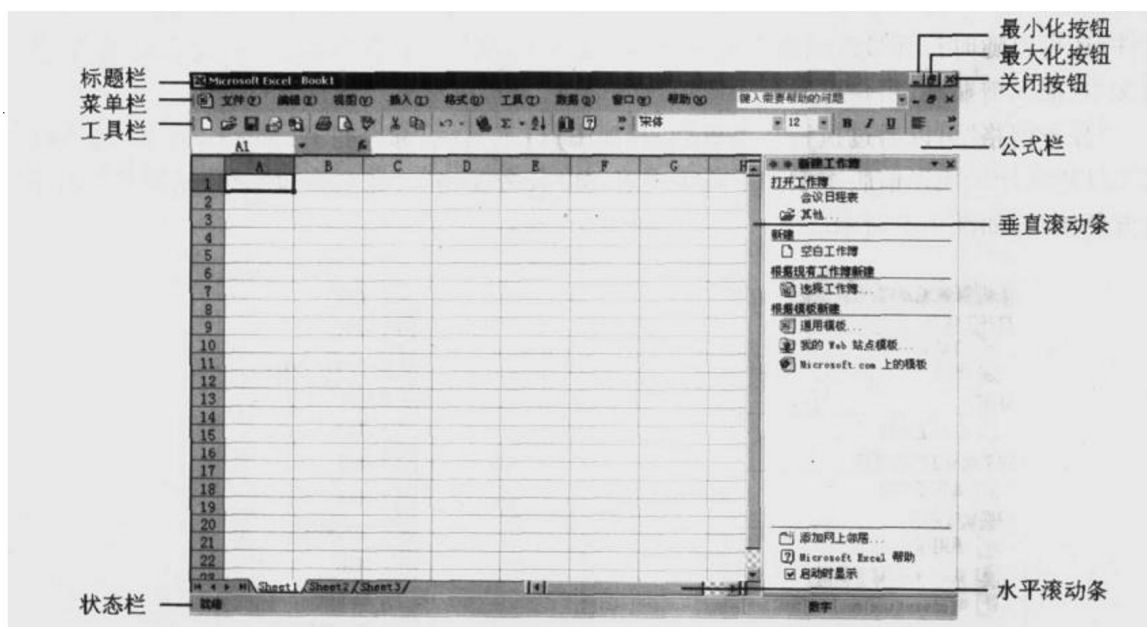 最小化按钮
最大化按钮
关闭按钮
标题栏
Microsoft Excel - Book1
菜单栏
文件(F) 编辑(E) 视图(V) 插入(I) 格式(O) 工具(T) 数据(D) 窗口(W) 帮助(H) 键入需要帮助的问题
工具栏
宋体 12 B I U
公式栏
A1 fx
A B C D E F G H
1
2
3
4
5
6
7
8
9
10
11
12
13
14
15
16
17
18
19
20
21
22
23
新建工作簿
打开工作簿
会议日程表
其他...
新建
空白工作簿
根据现有工作簿新建
选择工作簿...
根据模板新建
通用模板...
我的 Web 站点模板...
Microsoft.com 上的模板
垂直滚动条
添加网上邻居...
Microsoft Excel 帮助
启动时显示
Sheet1 Sheet2 Sheet3
水平滚动条
状态栏
就绪
数字